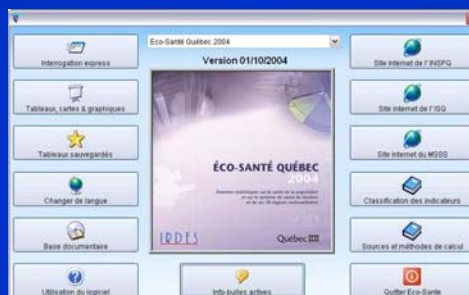 Éco-Santé Québec 2004
Version 01/10/2004
Interrogation express
Tableaux, cartes & graphiques
Tableaux sauvegardés
Changer de langue
Base documentaire
Utilisation du logiciel
ÉCO-SANTÉ QUÉBEC
2004
IRDES
Québec
Info bulles actives
Site Internet de l'INSPQ
Site Internet de l'ISQ
Site Internet du MSSS
Classification des indicateurs
Sources et méthodes de calcul
Quitter Eco-Sante